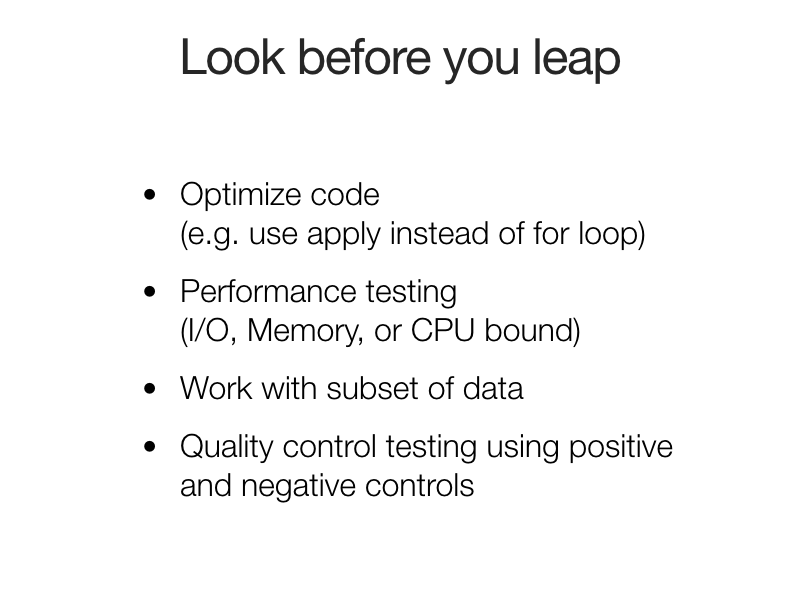 Look before you leap
• Optimize code
(e.g. use apply instead of for loop)
• Performance testing
(I/O, Memory, or CPU bound)
• Work with subset of data
• Quality control testing using positive
and negative controls